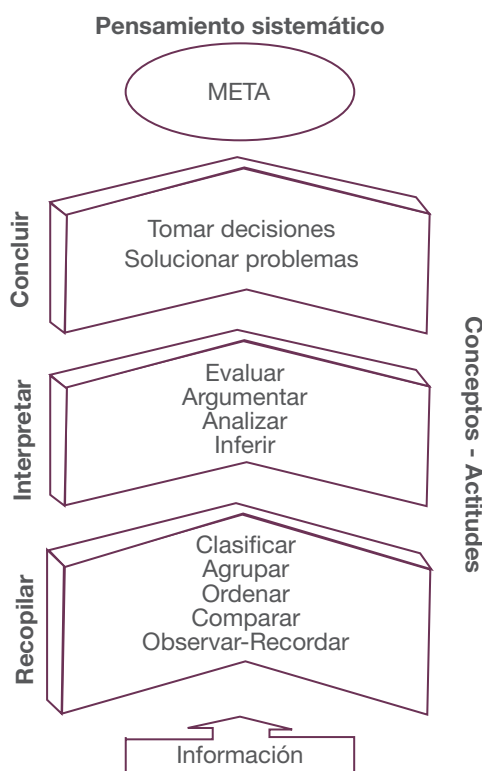 Pensamiento sistemático
META
Concluir
Tomar decisiones
Solucionar problemas
Interpretar
Evaluar
Argumentar
Analizar
Inferir
Conceptos - Actitudes
Recopilar
Clasificar
Agrupar
Ordenar
Comparar
Observar-Recordar
Información